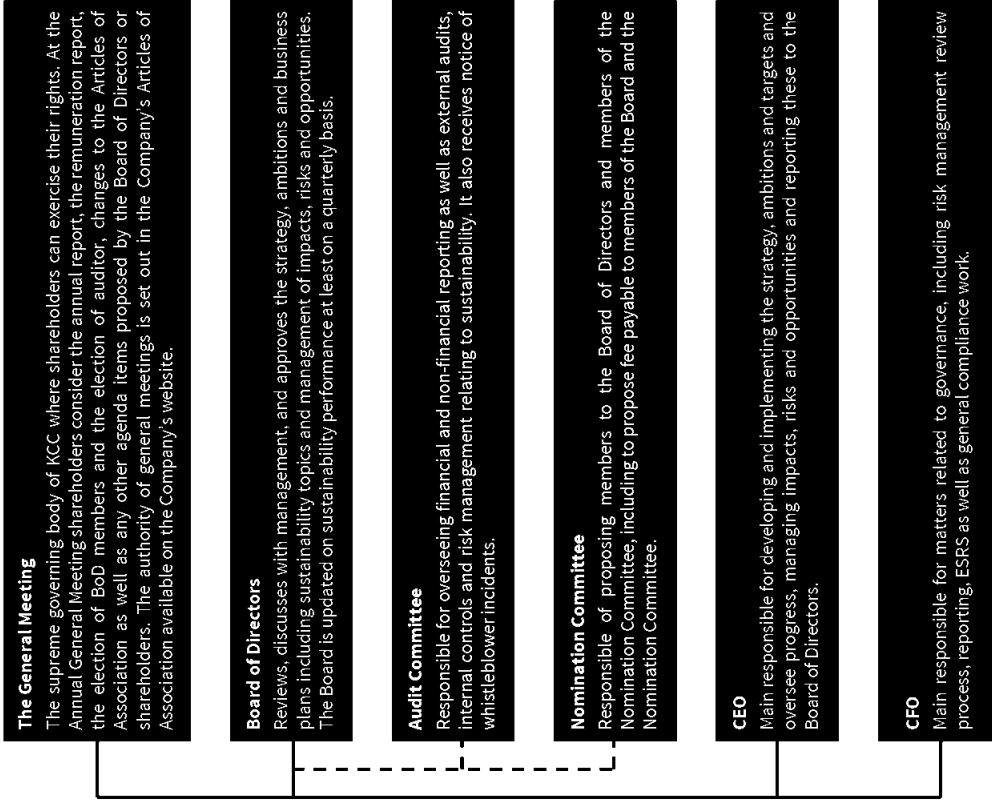 The General Meeting
The supreme governing body of KCC where shareholders can exercise their rights. At the
Annual General Meeting shareholders consider the annual report, the remuneration report,
the election of BoD members and the election of auditor, changes to the Articles of
Association as well as any other agenda items proposed by the Board of Directors or
shareholders. The authority of general meetings is set out in the Company's Articles of
Association available on the Company's website.
Board of Directors
Reviews, discusses with management, and approves the strategy, ambitions and business
plans including sustainability topics and management of impacts, risks and opportunities.
The Board is updated on sustainability performance at least on a quarterly basis.
Audit Committee
Responsible for overseeing financial and non-financial reporting as well as external audits,
internal controls and risk management relating to sustainability. It also receives notice of
whistleblower incidents.
Nomination Committee
Responsible of proposing members to the Board of Directors and members of the
Nomination Committee, including to propose fee payable to members of the Board and the
Nomination Committee.
CEO
Main responsible for developing and implementing the strategy, ambitions and targets and
oversee progress, managing impacts, risks and opportunities and reporting these to the
Board of Directors.
CFO
Main responsible for matters related to governance, including risk management review
process, reporting, ESRS as well as general compliance work.